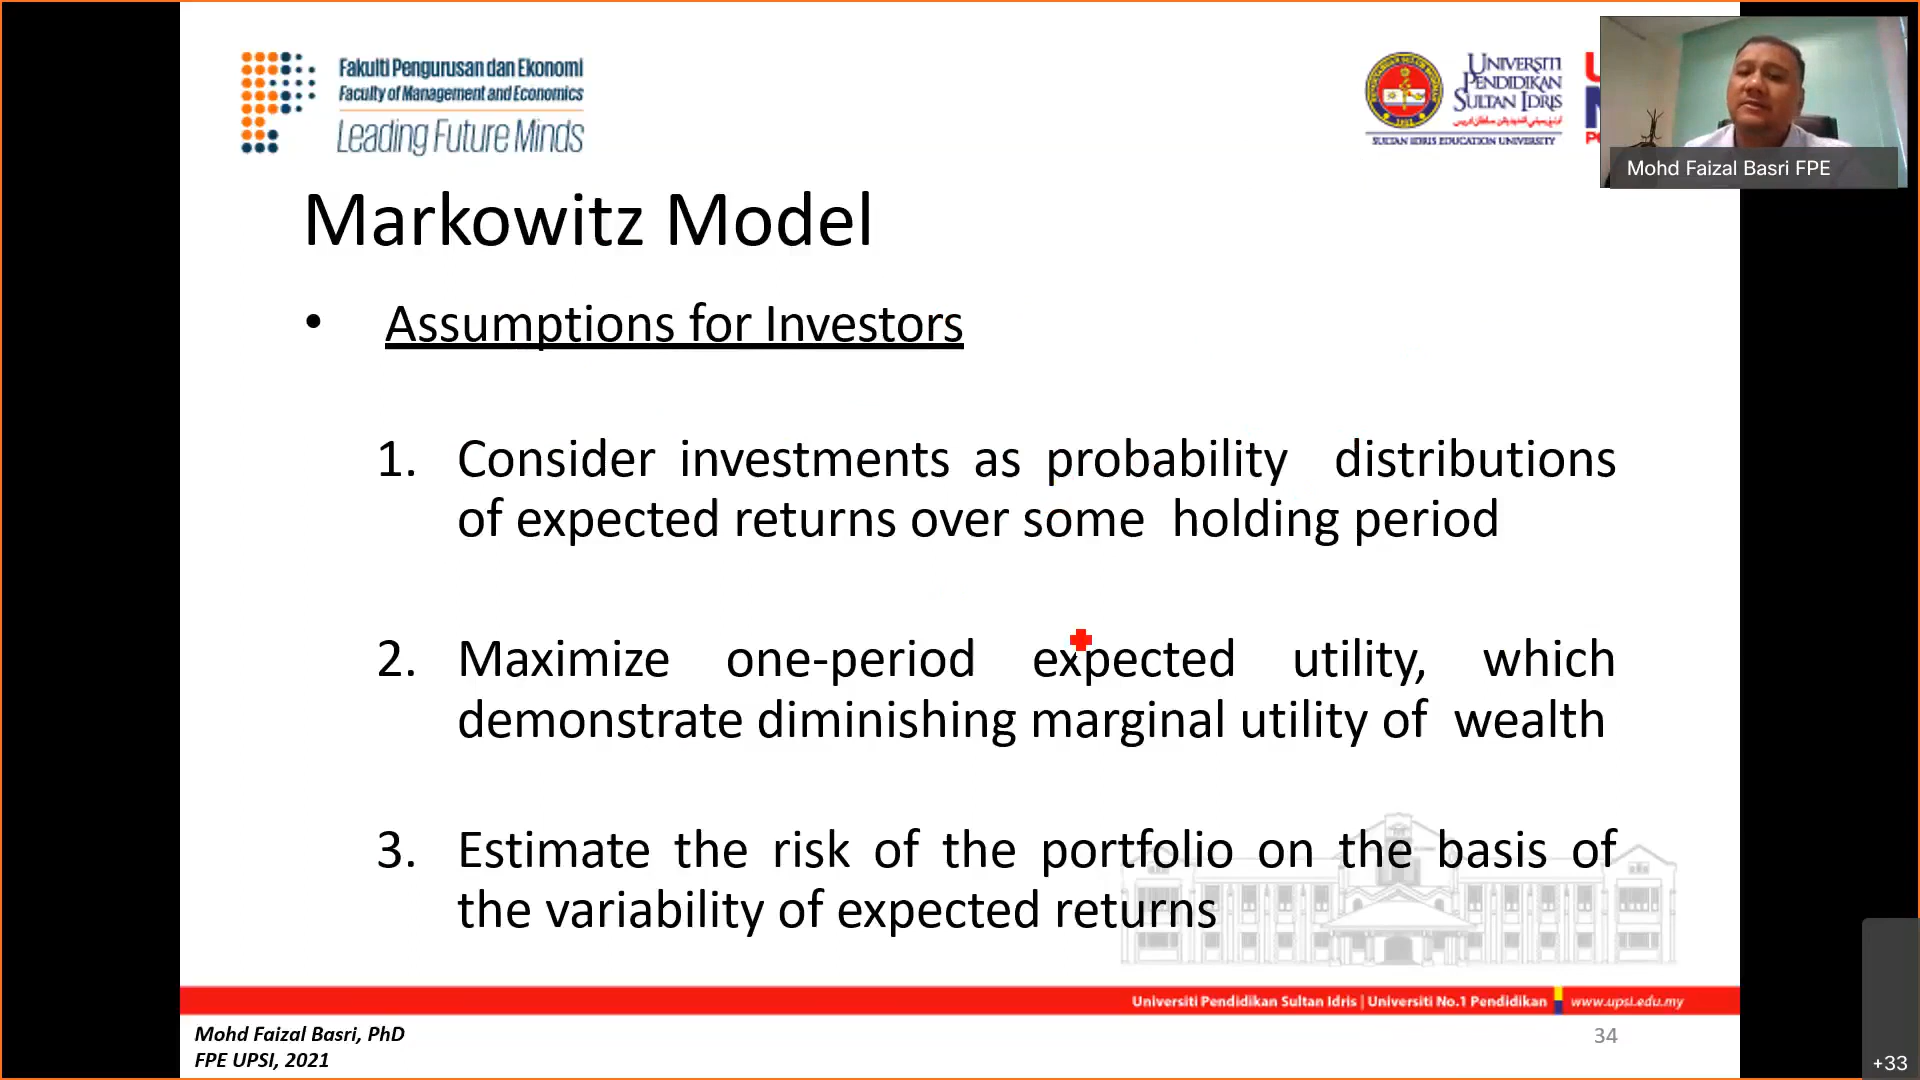 Fakulti Pengurusan dan Ekonomi
Faculty of Management and Economics
Leading Future Minds
UNIVERSITI
PENDIDIKAN
SULTAN IDRIS
SULTAN IDRIS EDUCATION UNIVERSITY
Mohd Faizal Basri FPE
Markowitz Model
• Assumptions for Investors
1. Consider investments as probability distributions
of expected returns over some holding period
2. Maximize one-period expected utility, which
demonstrate diminishing marginal utility of wealth
3. Estimate the risk of the portfolio on the basis of
the variability of expected returns
Universiti Pendidikan Sultan Idris | Universiti No.1 Pendidikan www.upsi.edu.my
Mohd Faizal Basri, PhD
FPE UPSI, 2021
34
+33